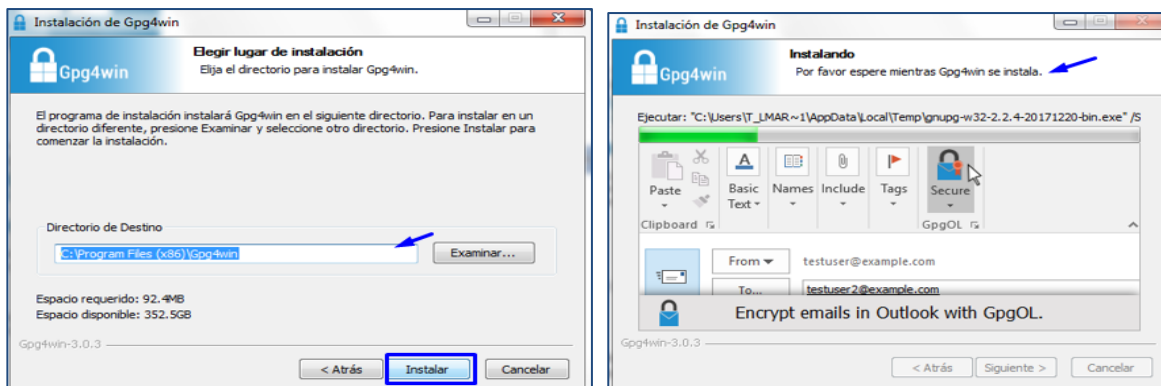 Instalación de Gpg4win
Gpg4win
Elegir lugar de instalación
Elija el directorio para instalar Gpg4win.
El programa de instalación instalará Gpg4win en el siguiente directorio. Para instalar en un
directorio diferente, presione Examinar y seleccione otro directorio. Presione Instalar para
comenzar la instalación.
Directorio de Destino
C:\Program Files (x86)\Gpg4win
Examinar...
Espacio requerido: 92.4MB
Espacio disponible: 352.5GB
Gpg4win-3.0.3
< Atrás
Instalar
Cancelar
Instalación de Gpg4win
Gpg4win
Instalando
Por favor espere mientras Gpg4win se instala.
Ejecutar: "C:\Users\T_LMAR~1\AppData\Local\Temp\gnupg-w32-2.2.4-20171220-bin.exe" /S
Paste
Basic
Text
Names
Include
Tags
Secure
Clipboard
GpgOL
From
testuser@example.com
To...
testuser2@example.com
Encrypt emails in Outlook with GpgOL.
Gpg4win-3.0.3
< Atrás
Siguiente >
Cancelar